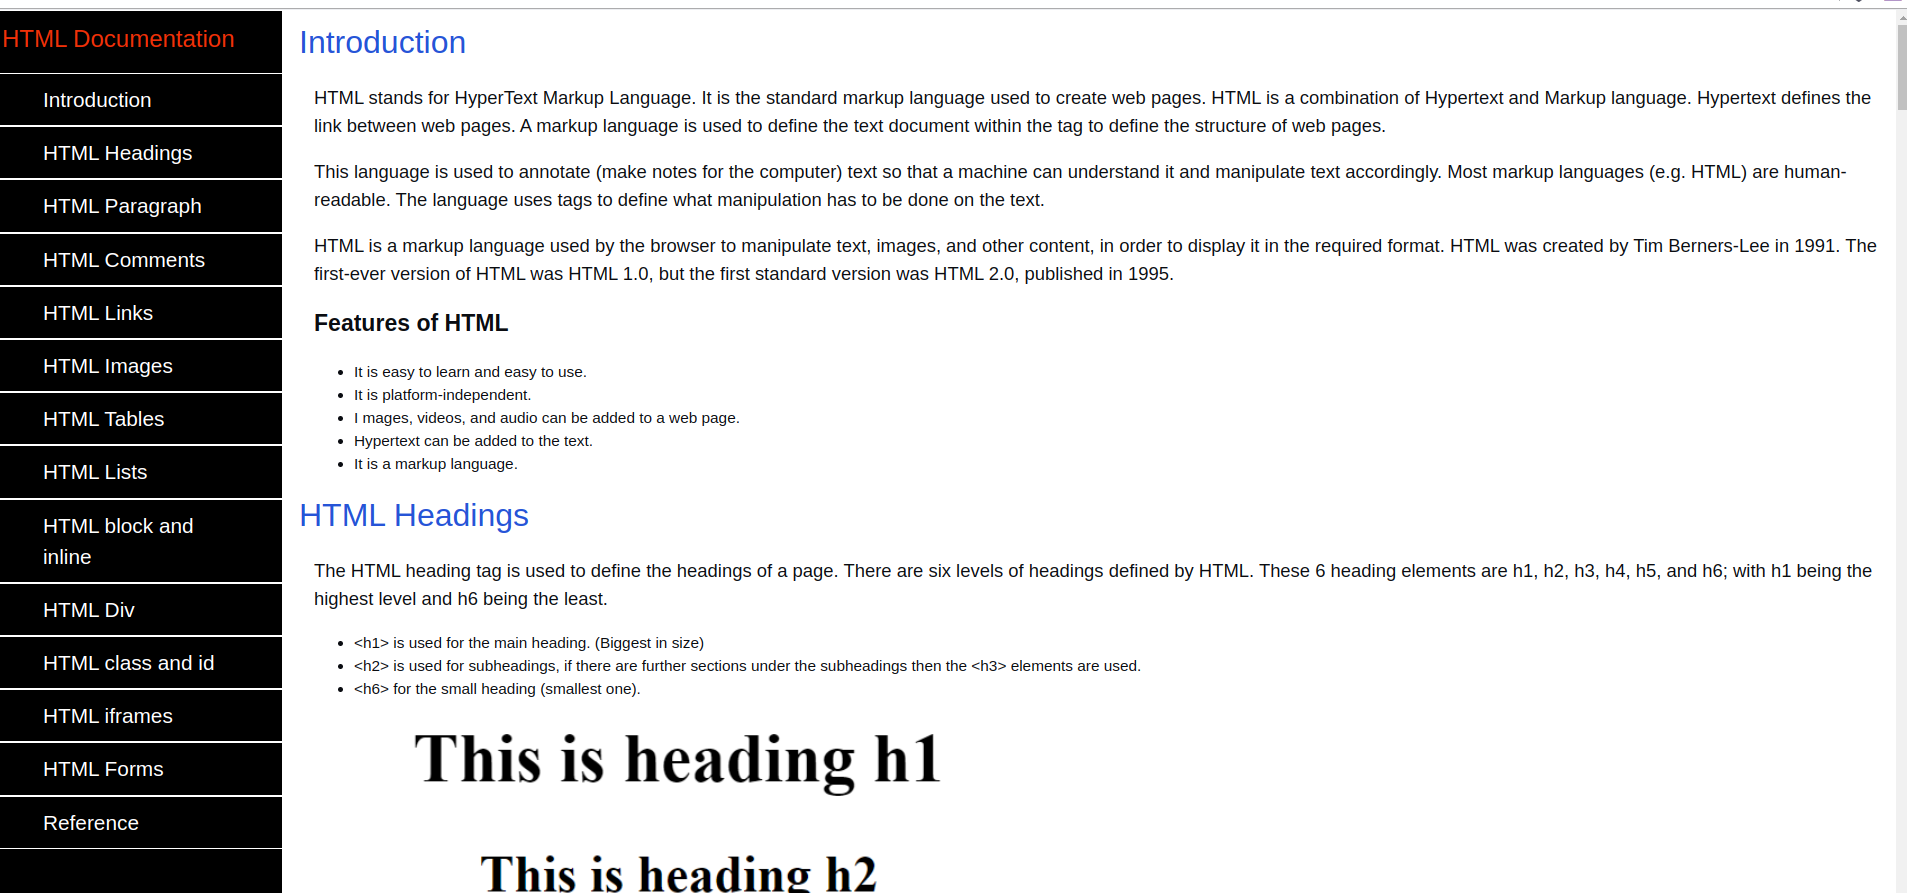 HTML Documentation
Introduction
HTML Headings
HTML Paragraph
HTML Comments
HTML Links
HTML Images
HTML Tables
HTML Lists
HTML block and
inline
HTML Div
HTML class and id
HTML iframes
HTML Forms
Reference
Introduction
HTML stands for HyperText Markup Language. It is the standard markup language used to create web pages. HTML is a combination of Hypertext and Markup language. Hypertext defines the
link between web pages. A markup language is used to define the text document within the tag to define the structure of web pages.
This language is used to annotate (make notes for the computer) text so that a machine can understand it and manipulate text accordingly. Most markup languages (e.g. HTML) are human-
readable. The language uses tags to define what manipulation has to be done on the text.
HTML is a markup language used by the browser to manipulate text, images, and other content, in order to display it in the required format. HTML was created by Tim Berners-Lee in 1991. The
first-ever version of HTML was HTML 1.0, but the first standard version was HTML 2.0, published in 1995.
Features of HTML
• It is easy to learn and easy to use.
• It is platform-independent.
• I mages, videos, and audio can be added to a web page.
• Hypertext can be added to the text.
• It is a markup language.
HTML Headings
The HTML heading tag is used to define the headings of a page. There are six levels of headings defined by HTML. These 6 heading elements are h1, h2, h3, h4, h5, and h6; with h1 being the
highest level and h6 being the least.
• <h1> is used for the main heading. (Biggest in size)
• <h2> is used for subheadings, if there are further sections under the subheadings then the <h3> elements are used.
• <h6> for the small heading (smallest one).
This is heading h1
This is heading h2